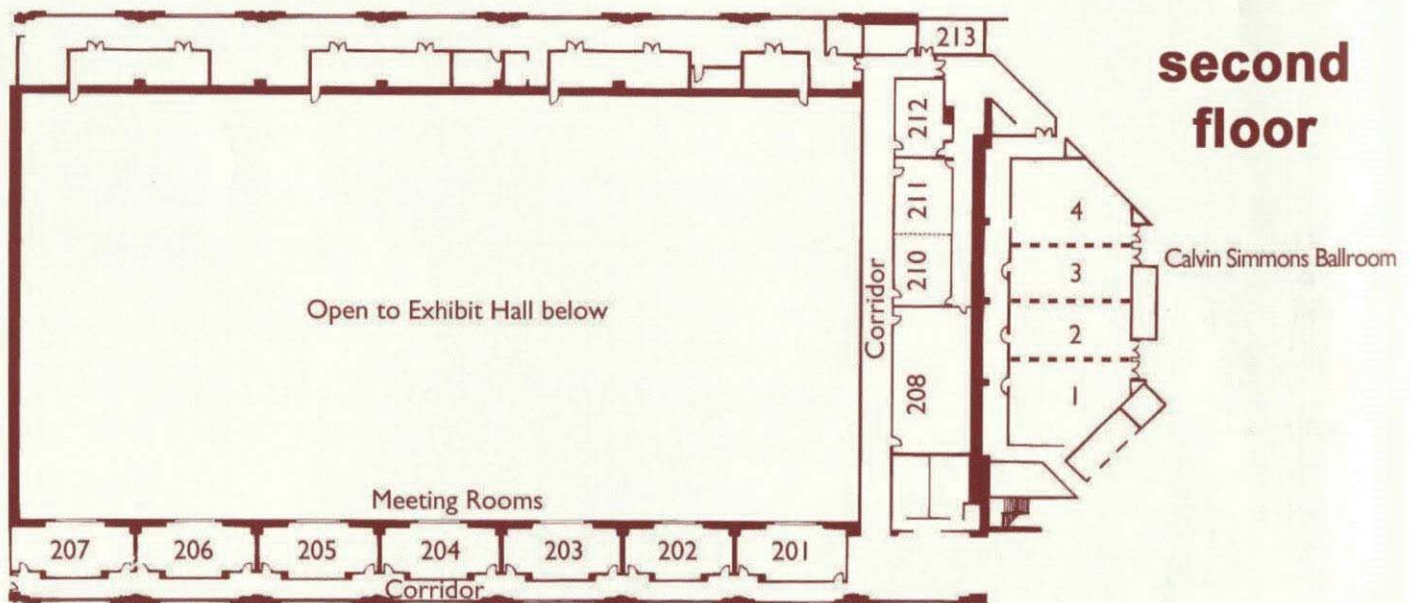 second
floor
213
212
211
210
208
Corridor
4
3
2
1
Calvin Simmons Ballroom
Open to Exhibit Hall below
Meeting Rooms
207 206 205 204 203 202 201
Corridor